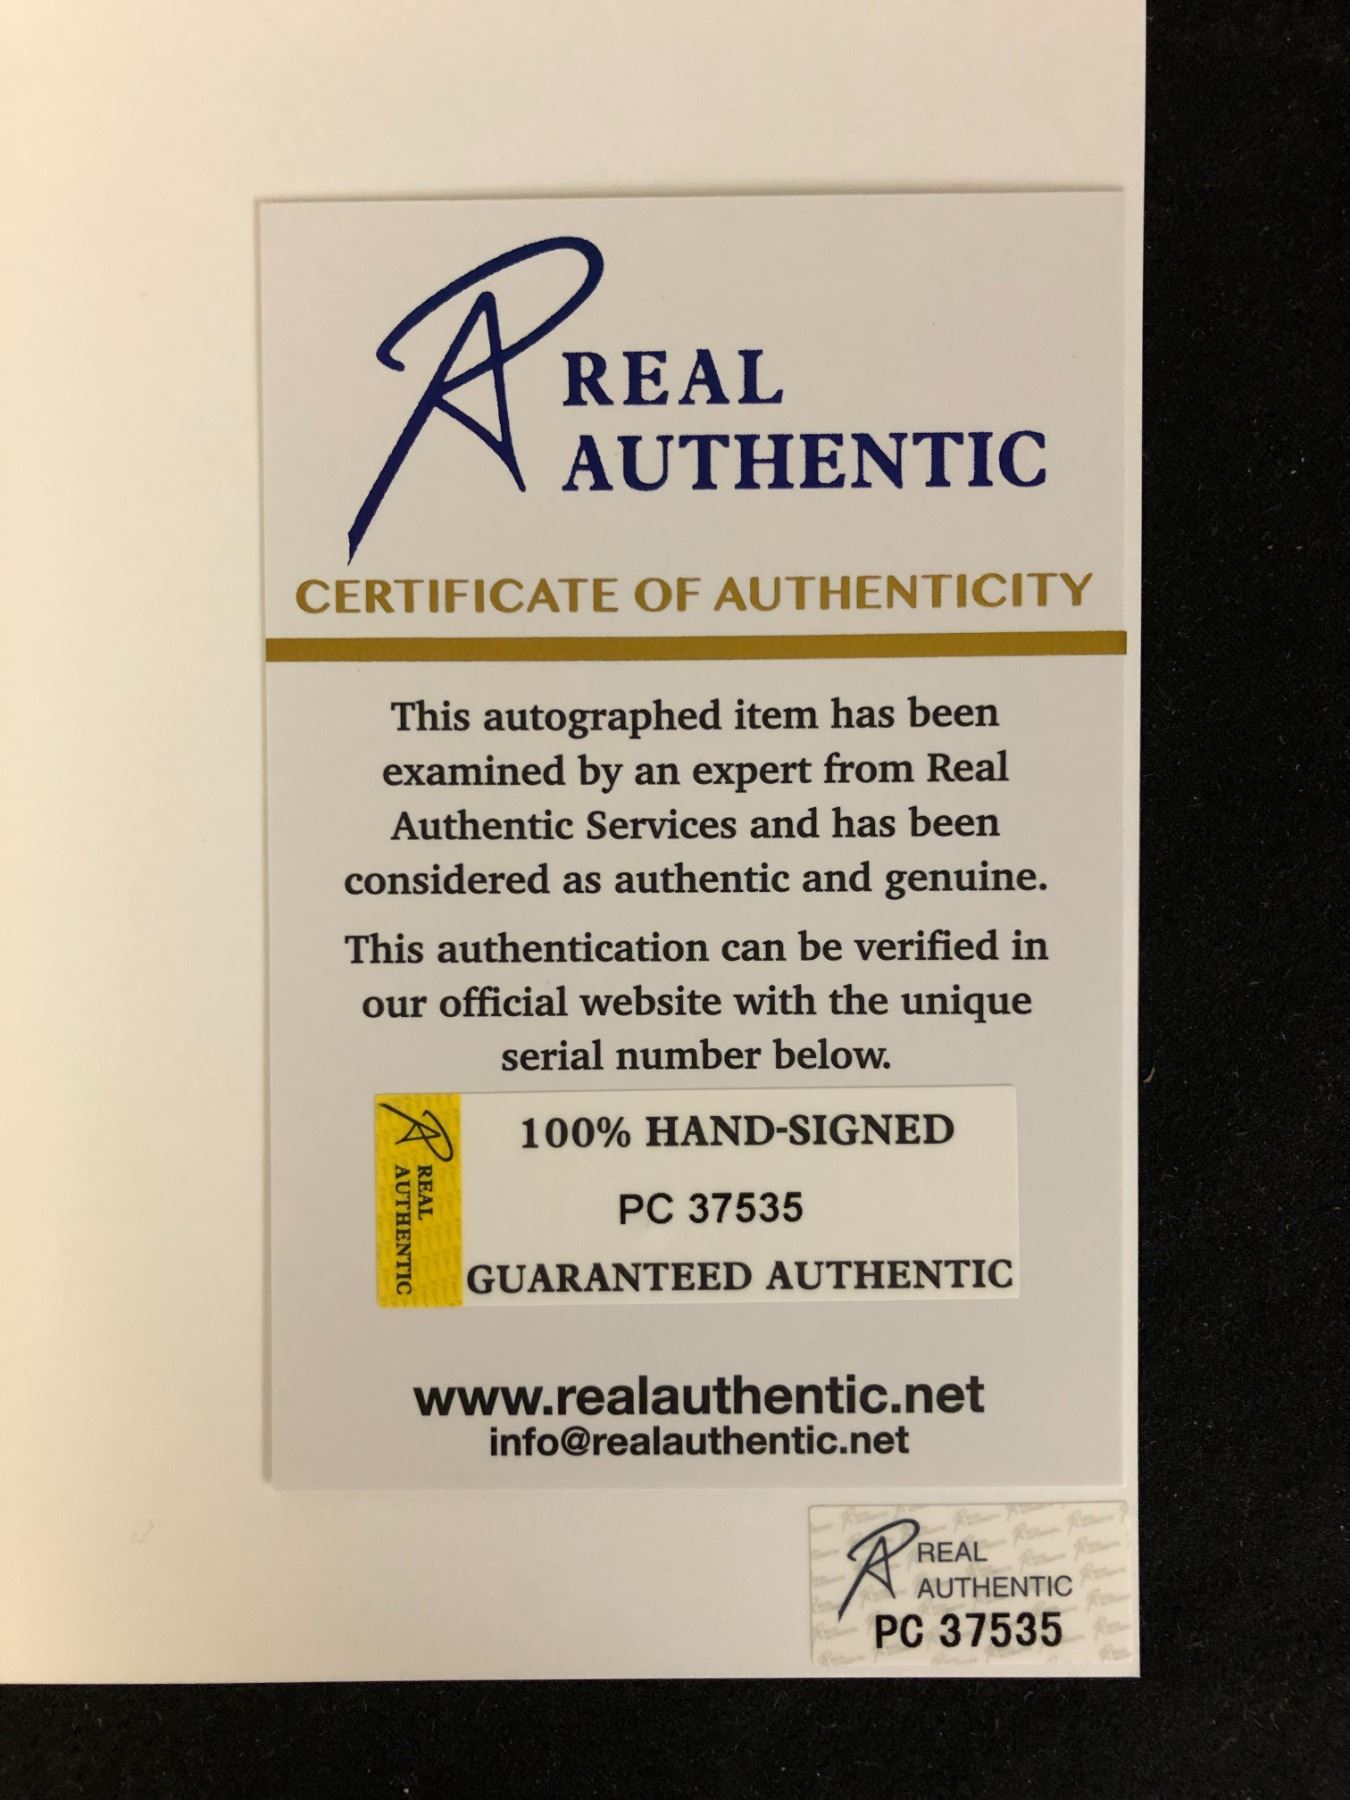 REAL
AUTHENTIC
CERTIFICATE OF AUTHENTICITY
This autographed item has been
examined by an expert from Real
Authentic Services and has been
considered as authentic and genuine.
This authentication can be verified in
our official website with the unique
serial number below.
REAL
AUTHENTIC
100% HAND-SIGNED
PC 37535
GUARANTEED AUTHENTIC
www.realauthentic.net
info@realauthentic.net
REAL
AUTHENTIC
PC 37535